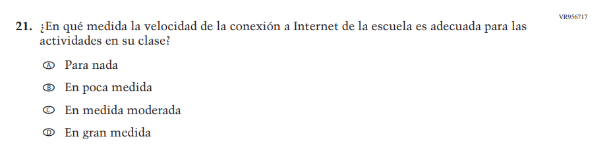 VR956717
21. ¿En qué medida la velocidad de la conexión a Internet de la escuela es adecuada para las
actividades en su clase?
A Para nada
B En poca medida
C En medida moderada
D En gran medida